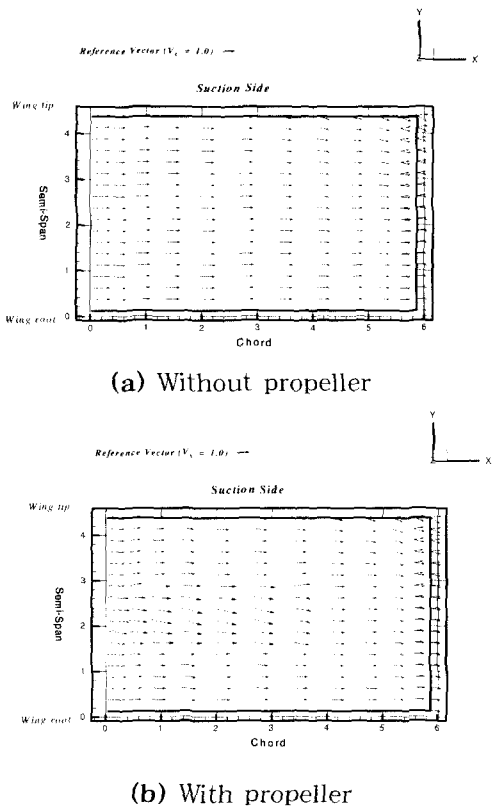 Y
X
Z
Reference Vector (V_s = 1.0) →
Suction Side
Wing tip
4
3
2
1
0
Semi-Span
Wing root
0 1 2 3 4 5 6
Chord
(a) Without propeller
Y
X
Z
Reference Vector (V_s = 1.0) →
Suction Side
Wing tip
4
3
2
1
0
Semi-Span
Wing root
0 1 2 3 4 5 6
Chord
(b) With propeller